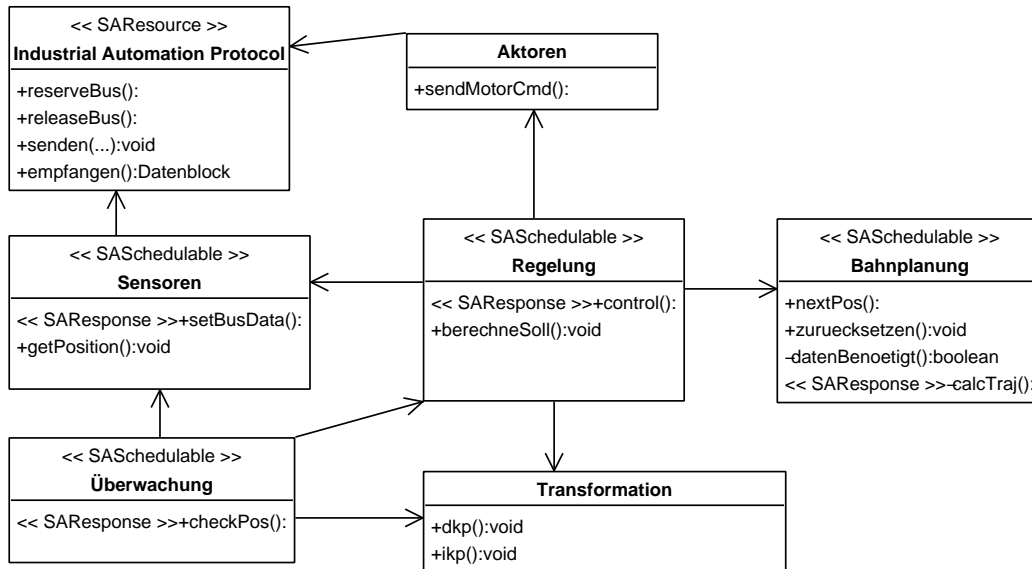 << SAResource >>
Industrial Automation Protocol
+reserveBus():
+releaseBus():
+senden(...):void
+empfangen():Datenblock
Aktoren
+sendMotorCmd():
<< SASchedulable >>
Sensoren
<< SAResponse >>+setBusData():
+getPosition():void
<< SASchedulable >>
Regelung
<< SAResponse >>+control():
+berechneSoll():void
<< SASchedulable >>
Bahnplanung
+nextPos():
+zuruecksetzen():void
-datenBenoetigt():boolean
<< SAResponse >>-calcTraj():
<< SASchedulable >>
Überwachung
<< SAResponse >>+checkPos():
Transformation
+dkp():void
+ikp():void